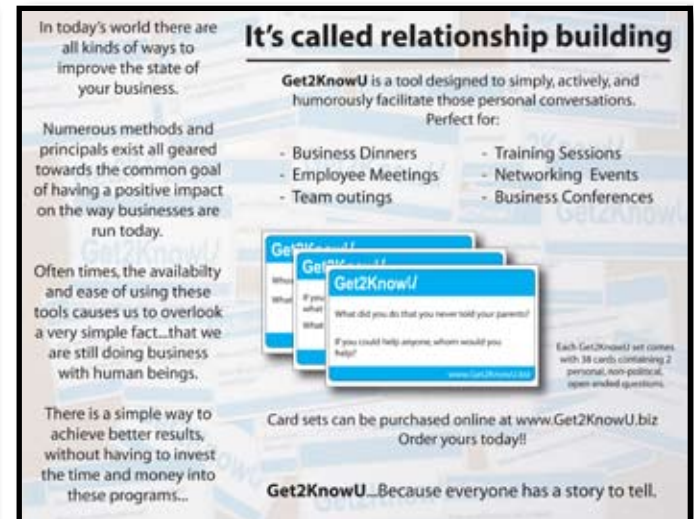 In today's world there are
all kinds of ways to
improve the state of
your business.
Numerous methods and
principals exist all geared
towards the common goal
of having a positive impact
on the way businesses are
run today.
Often times, the availabilty
and ease of using these
tools causes us to overlook
a very simple fact...that we
are still doing business
with human beings.
There is a simple way to
achieve better results,
without having to invest
the time and money into
these programs...
It's called relationship building
Get2KnowU is a tool designed to simply, actively, and
humorously facilitate those personal conversations.
Perfect for:
- Business Dinners
- Employee Meetings
- Team outings
- Training Sessions
- Networking Events
- Business Conferences
Get2KnowU
What did you do that you never told your parents?
If you could help anyone, whom would you
help?
www.Get2KnowU.biz
Each Get2KnowU set comes
with 38 cards containing 2
personal, non-political,
open ended questions.
Card sets can be purchased online at www.Get2KnowU.biz
Order yours today!!
Get2KnowU...Because everyone has a story to tell.